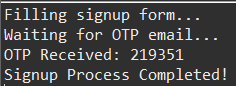 Filling signup form...
Waiting for OTP email...
OTP Received: 219351
Signup Process Completed!